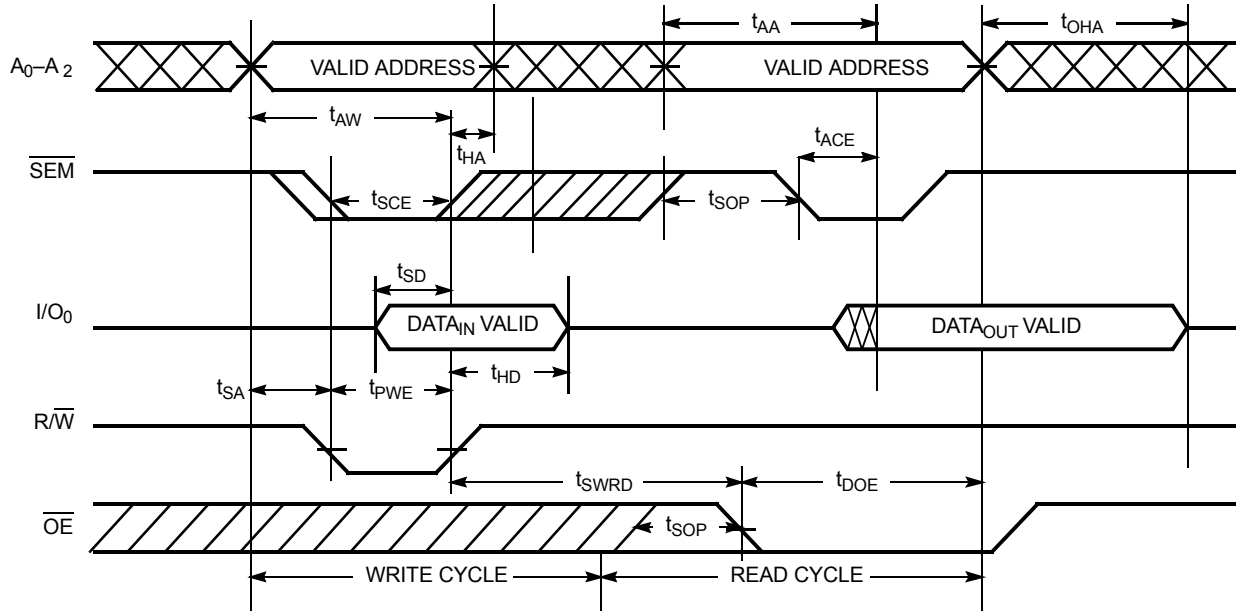 tAA tOHA
A0–A 2 VALID ADDRESS VALID ADDRESS
tAW
tHA tACE
SEM tSCE tSOP
tSD
I/O0 DATAIN VALID DATAOUT VALID
tSA tPWE tHD
R/W
tSWRD tDOE
OE tSOP
WRITE CYCLE READ CYCLE